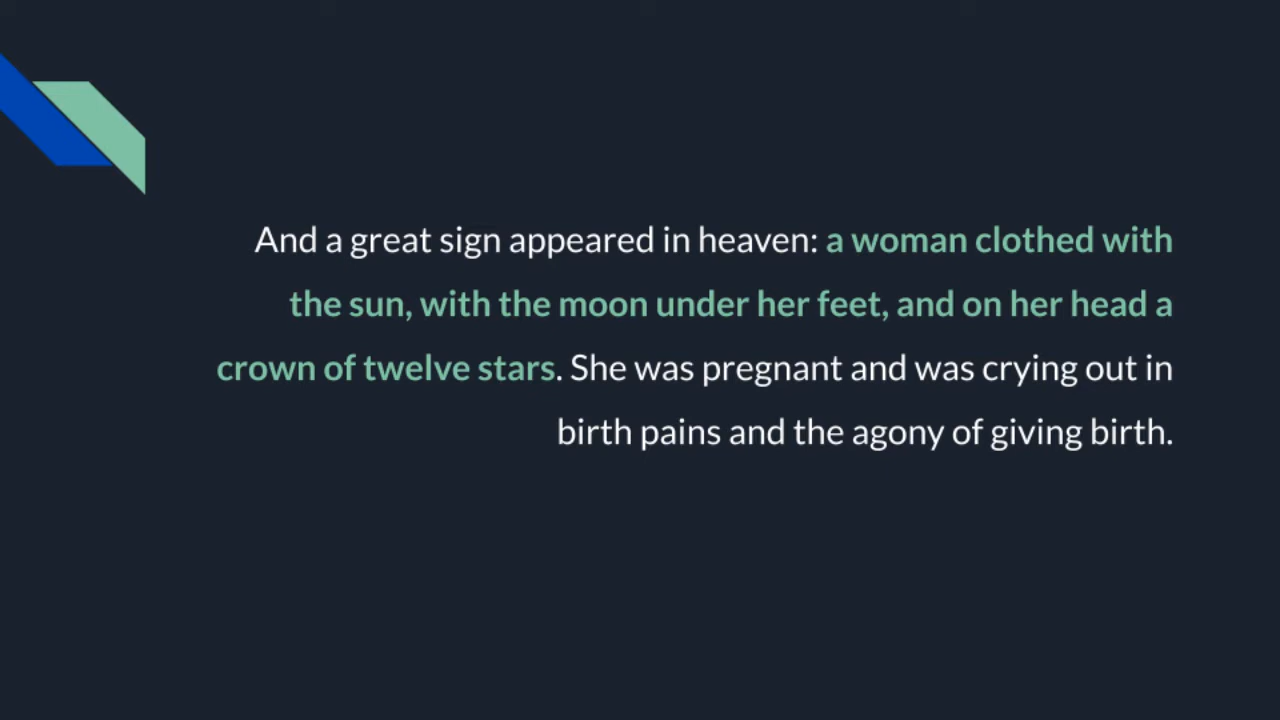 And a great sign appeared in heaven: a woman clothed with
the sun, with the moon under her feet, and on her head a
crown of twelve stars. She was pregnant and was crying out in
birth pains and the agony of giving birth.